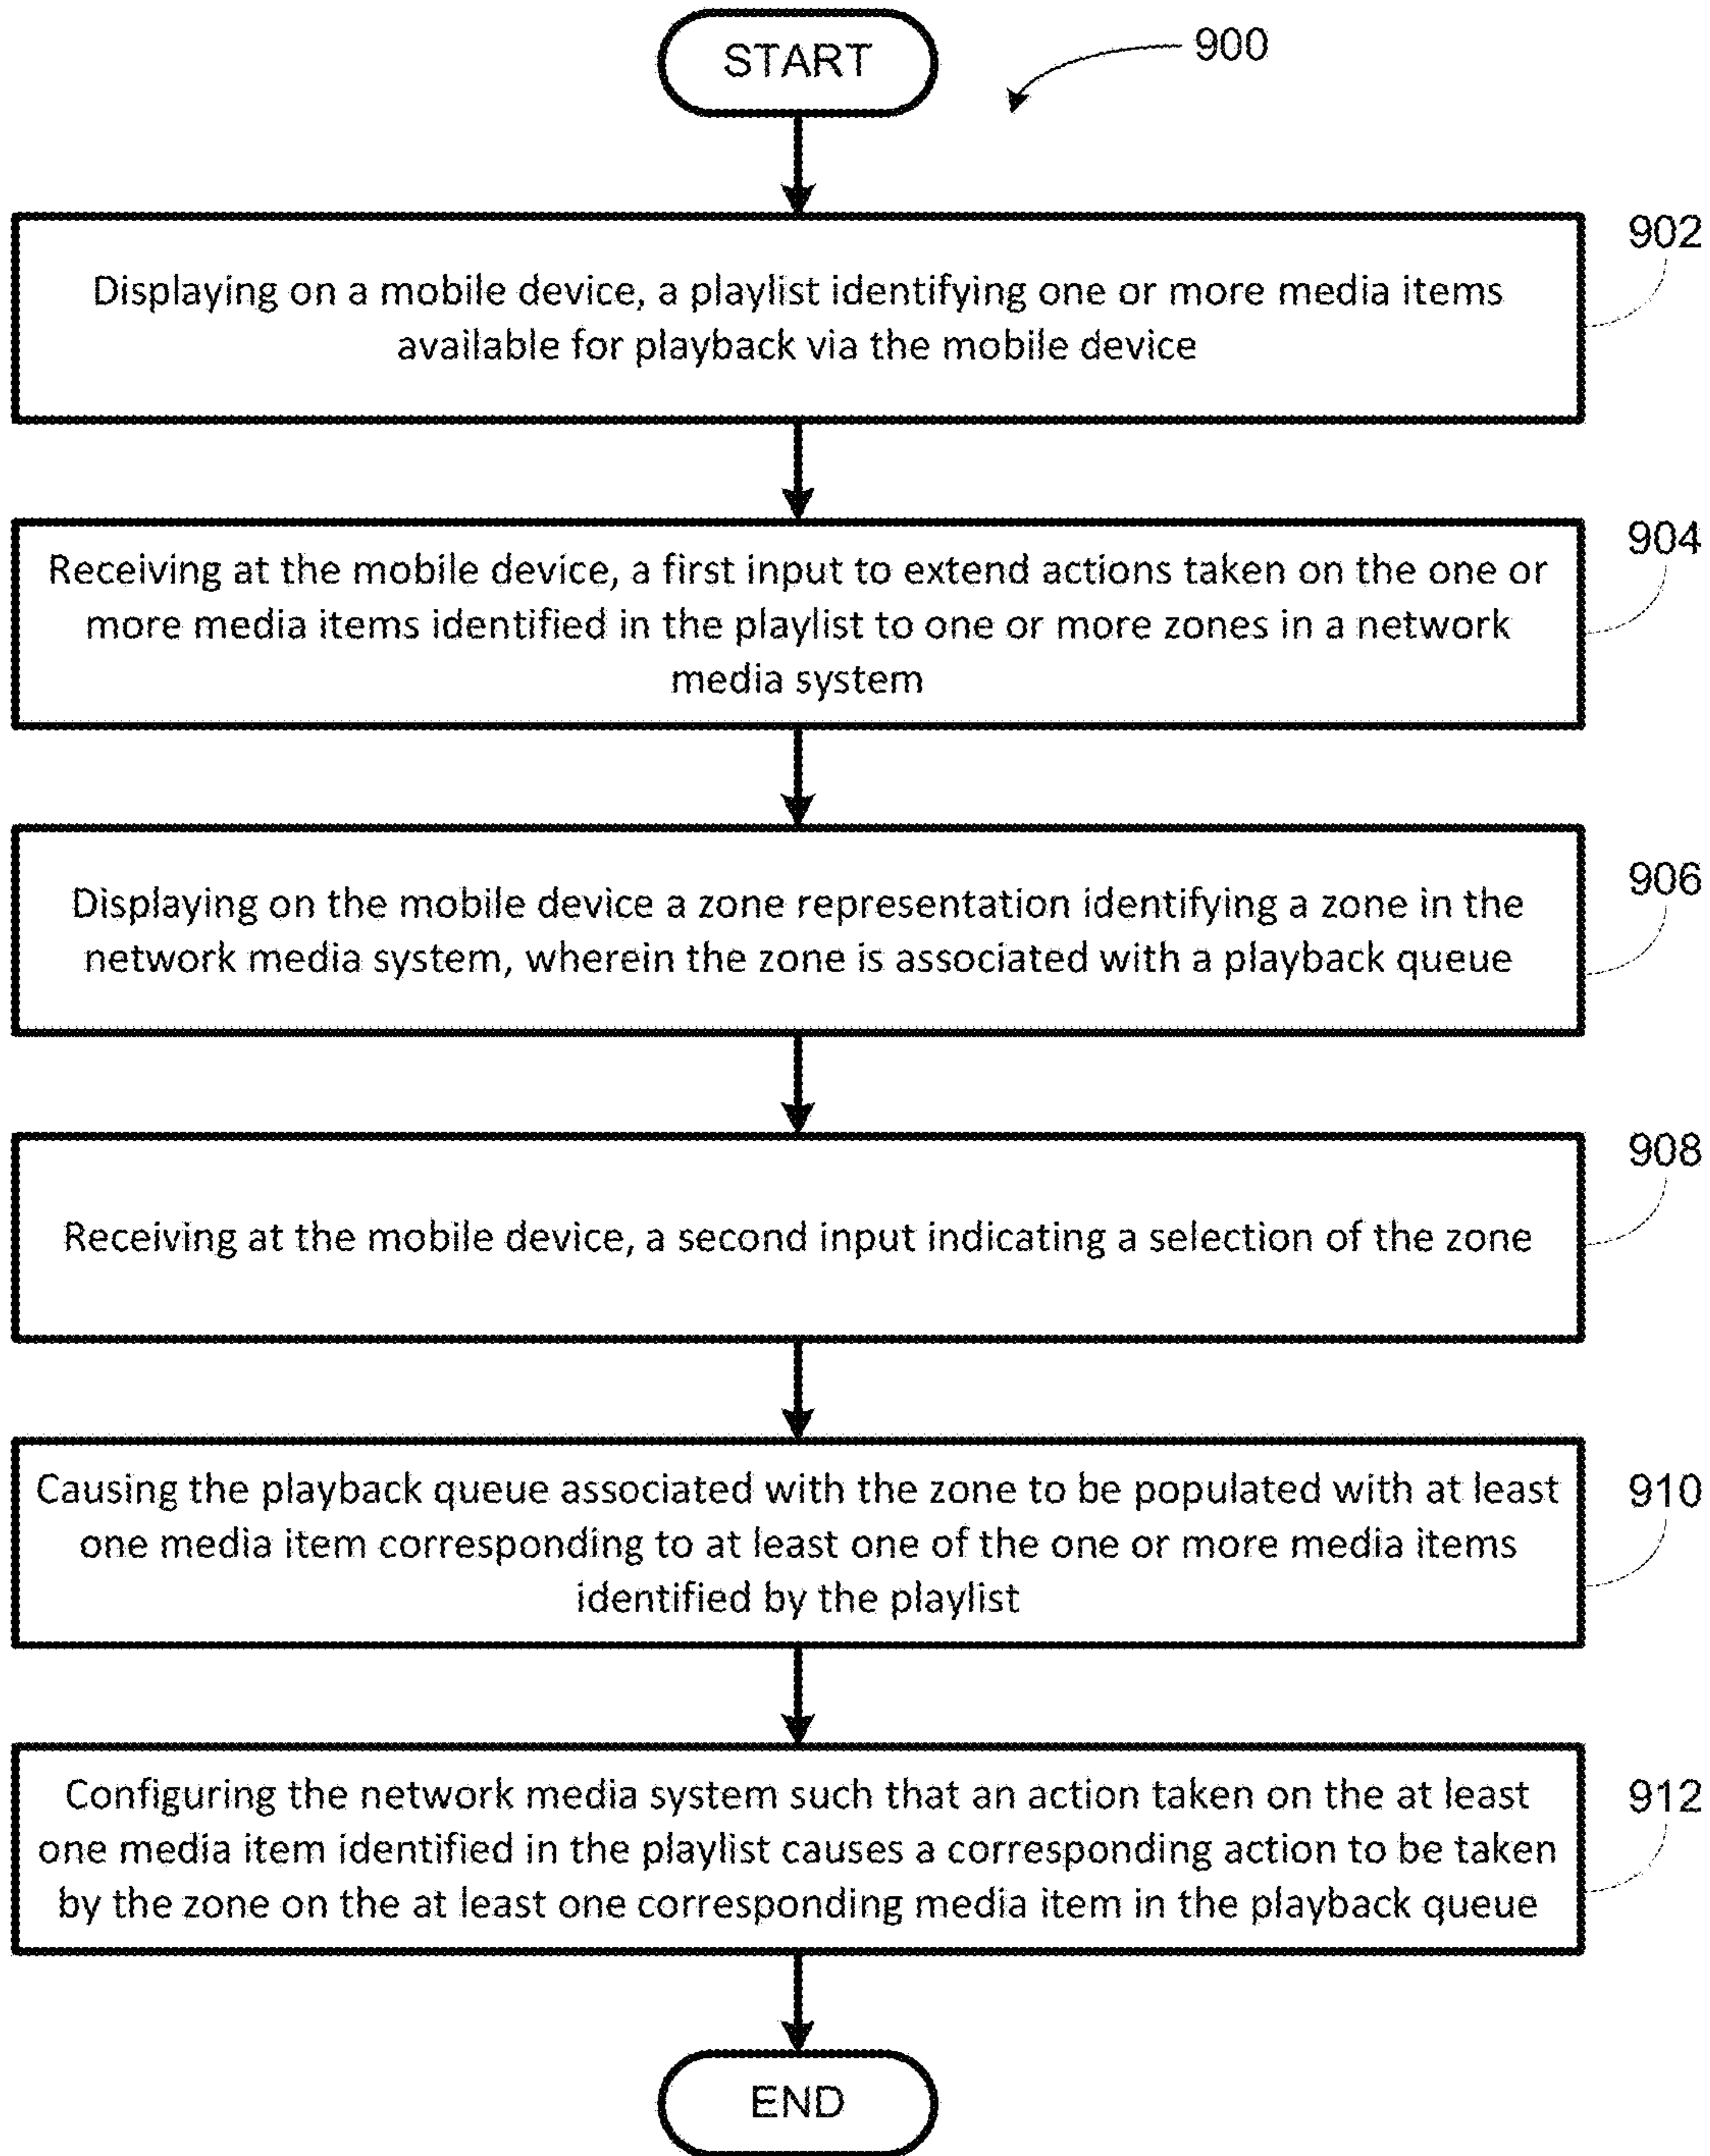 START
900
902
Displaying on a mobile device, a playlist identifying one or more media items
available for playback via the mobile device
904
Receiving at the mobile device, a first input to extend actions taken on the one or
more media items identified in the playlist to one or more zones in a network
media system
906
Displaying on the mobile device a zone representation identifying a zone in the
network media system, wherein the zone is associated with a playback queue
908
Receiving at the mobile device, a second input indicating a selection of the zone
910
Causing the playback queue associated with the zone to be populated with at least
one media item corresponding to at least one of the one or more media items
identified by the playlist
912
Configuring the network media system such that an action taken on the at least
one media item identified in the playlist causes a corresponding action to be taken
by the zone on the at least one corresponding media item in the playback queue
END